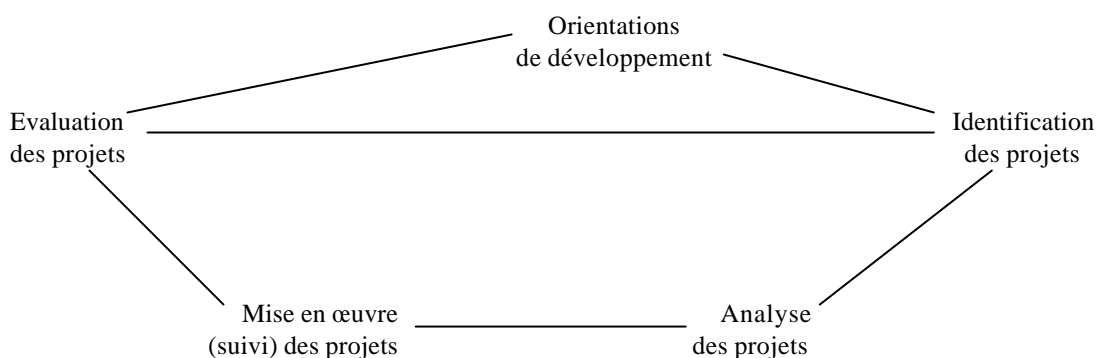 Orientations
de développement
Evaluation
des projets
Identification
des projets
Mise en œuvre
(suivi) des projets
Analyse
des projets